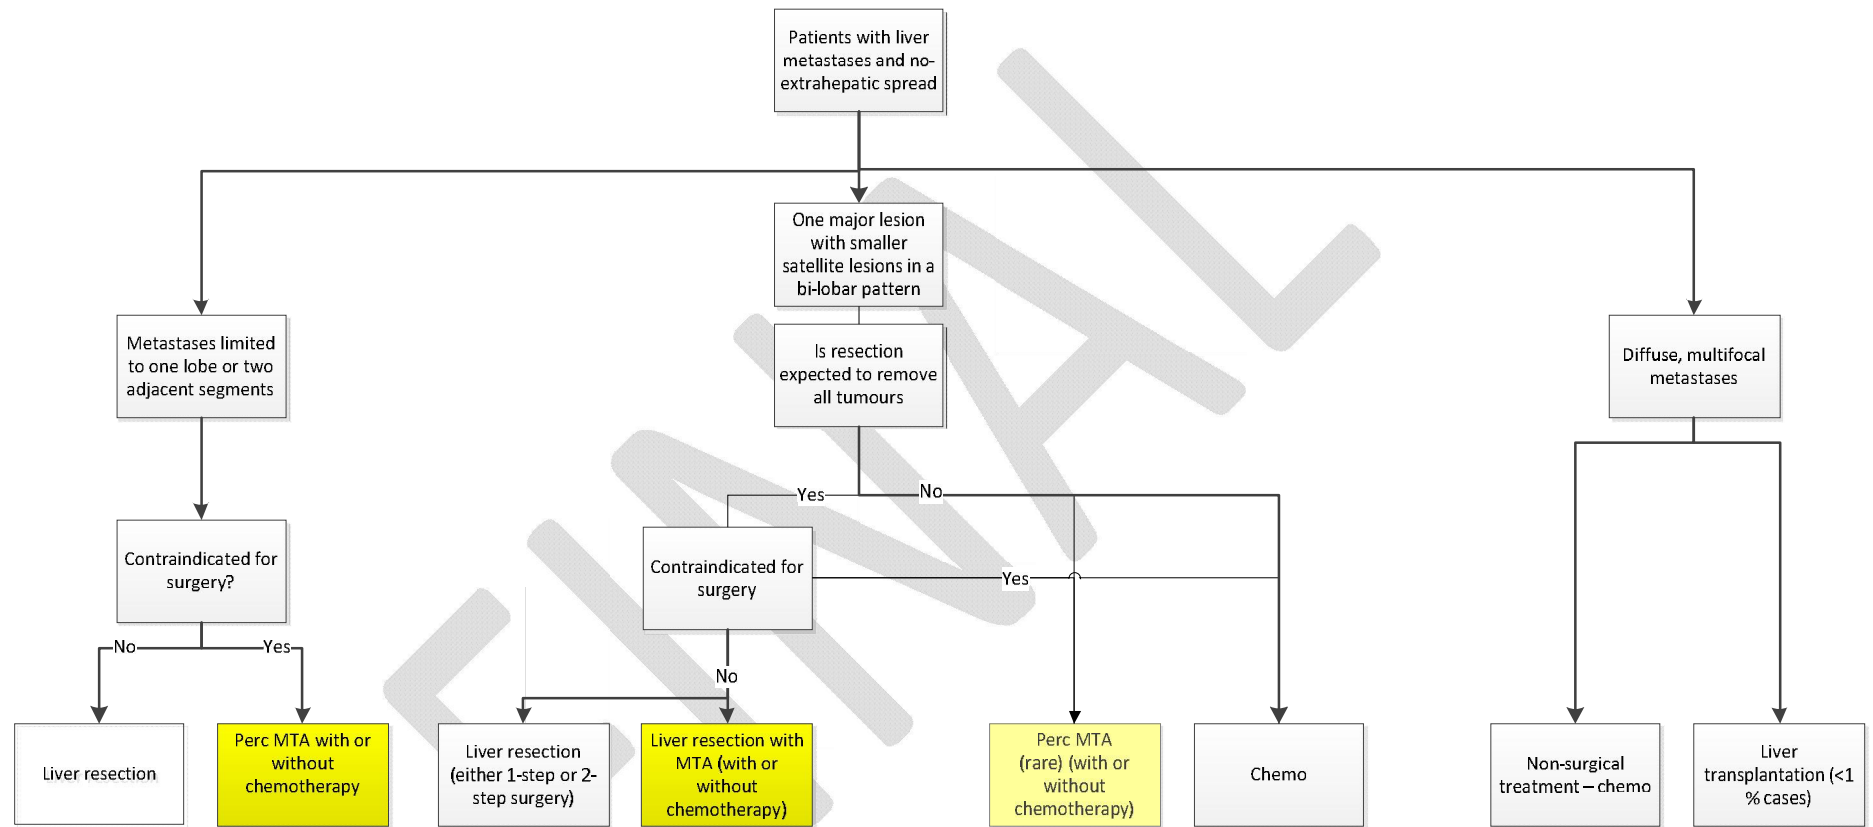 Patients with liver
metastases and no-
extrahepatic spread
One major lesion
with smaller
satellite lesions in a
bi-lobar pattern
Metastases limited
to one lobe or two
adjacent segments
Is resection
expected to remove
all tumours
Diffuse, multifocal
metastases
Yes
No
Contraindicated for
surgery?
Contraindicated for
surgery
Yes
No
Yes
No
Liver resection
Perc MTA with or
without
chemotherapy
Liver resection
(either 1-step or 2-
step surgery)
Liver resection with
MTA (with or
without
chemotherapy)
Perc MTA
(rare) (with or
without
chemotherapy)
Chemo
Non-surgical
treatment – chemo
Liver
transplantation (<1
% cases)
FINAL